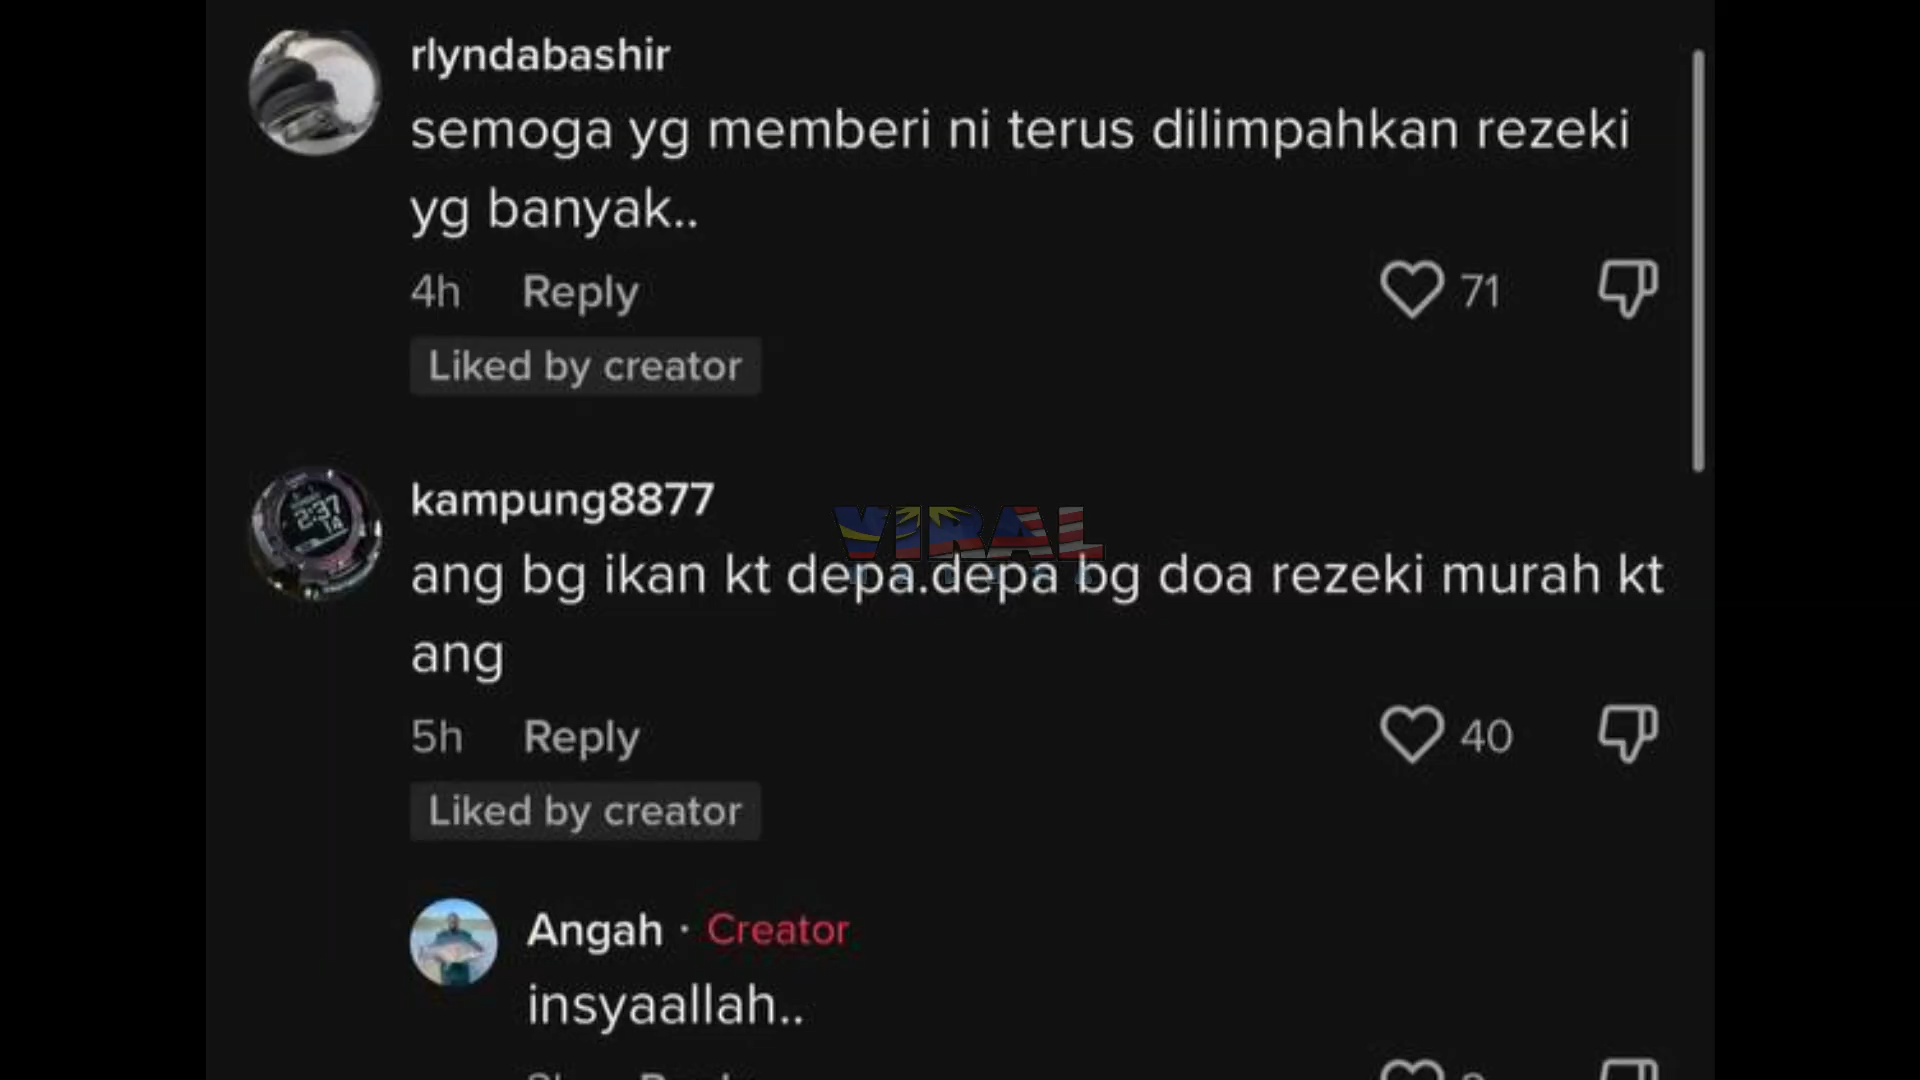 rlyndabashir
semoga yg memberi ni terus dilimpahkan rezeki
yg banyak..
4h Reply
71
Liked by creator
kampung8877
VIRAL
ang bg ikan kt depa.depa bg doa rezeki murah kt
ang
5h Reply
40
Liked by creator
Angah · Creator
insyaallah..